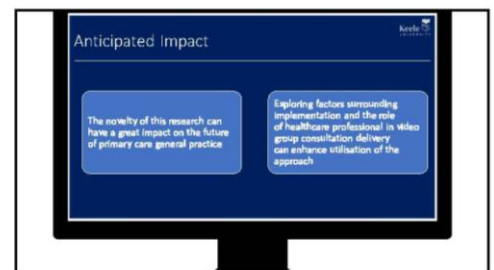 Keele
UNIVERSITY
Anticipated Impact
The novelty of this research can
have a great impact on the future
of primary care general practice
Exploring factors surrounding
implementation and the role
of healthcare professional in video
group consultation delivery
can enhance utilisation of the
approach